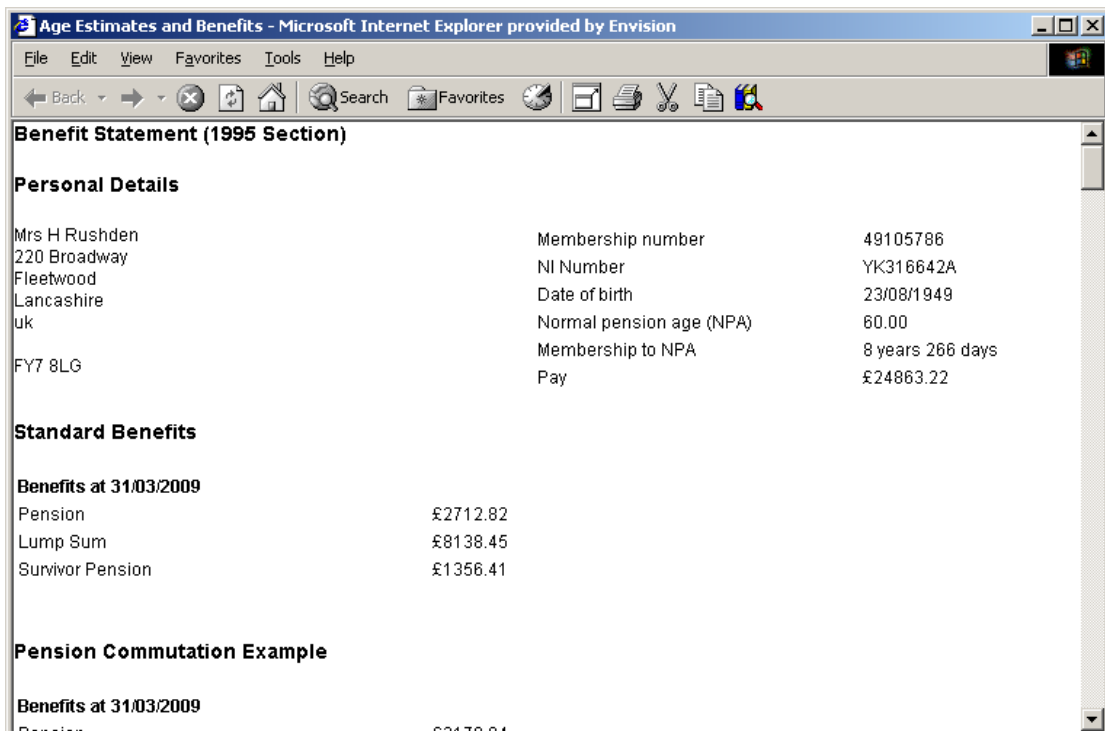 Age Estimates and Benefits - Microsoft Internet Explorer provided by Envision
File Edit View Favorites Tools Help
Back Search Favorites
Benefit Statement (1995 Section)
Personal Details
Mrs H Rushden
220 Broadway
Fleetwood
Lancashire
uk
FY7 8LG
Membership number 49105786
NI Number YK316642A
Date of birth 23/08/1949
Normal pension age (NPA) 60.00
Membership to NPA 8 years 266 days
Pay £24863.22
Standard Benefits
Benefits at 31/03/2009
Pension £2712.82
Lump Sum £8138.45
Survivor Pension £1356.41
Pension Commutation Example
Benefits at 31/03/2009
Pension